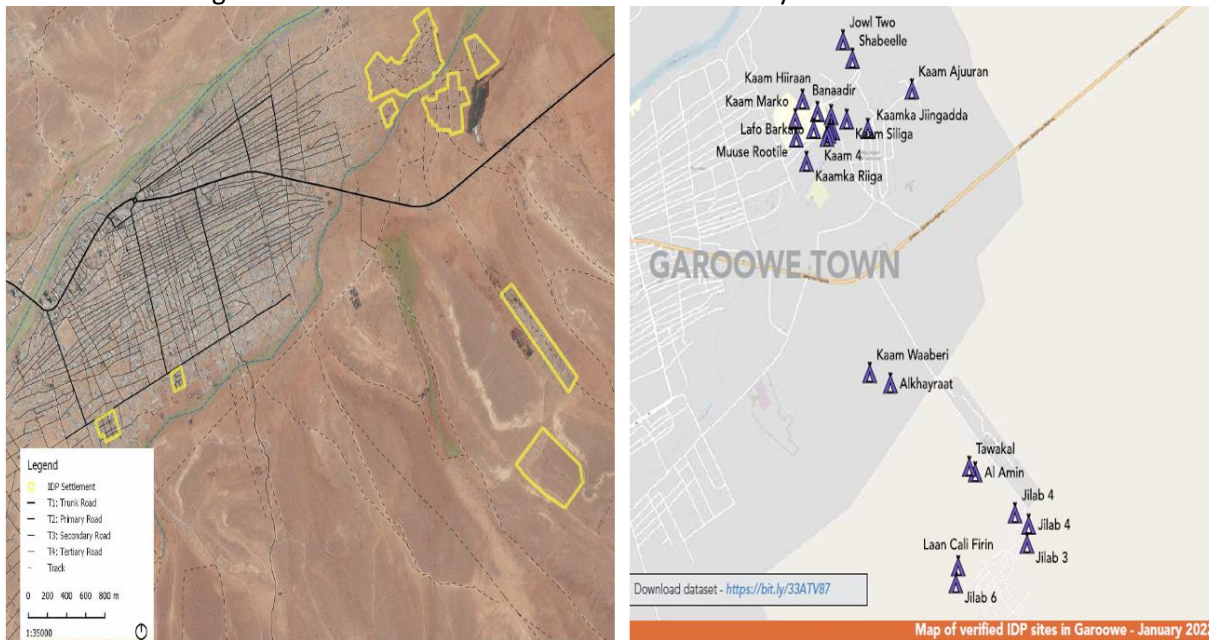 Legend
IDP Settlement
T1: Trunk Road
T2: Primary Road
T3: Secondary Road
T4: Tertiary Road
Track
0 200 400 600 800 m
1:35000
Jowl Two
Shabeelle
Kaam Ajuuran
Kaam Hiiraan
Banaadir
Kaam Marko
Kaamka Jiingadda
Lafo Barkato
Kaam Siliga
Muuse Rootile
Kaam 4
Kaamka Riiga
GAROOWE TOWN
Kaam Waaberi
Alkhayraat
Tawakal
Al Amin
Jilab 4
Jilab 4
Laan Cali Firin
Jilab 3
Jilab 6
Download dataset - https://bit.ly/33ATV87
Map of verified IDP sites in Garoowe - January